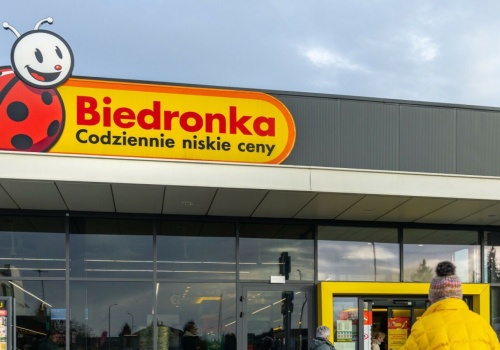 Biedronka
Codziennie niskie ceny